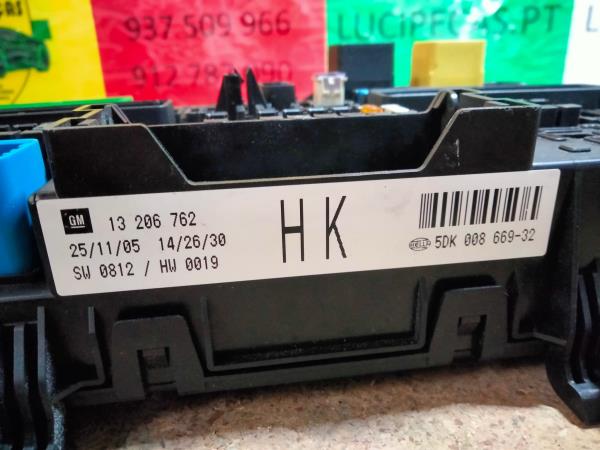 937 509 966
LUCIPEÇAS.PT
GM 13 206 762
25/11/05 14/26/30
SW 0812 / HW 0019
HK
HELLA 5DK 008 669-32